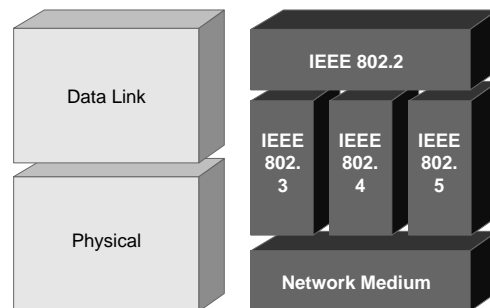 Data Link
Physical
IEEE 802.2
IEEE
802.
3
IEEE
802.
4
IEEE
802.
5
Network Medium